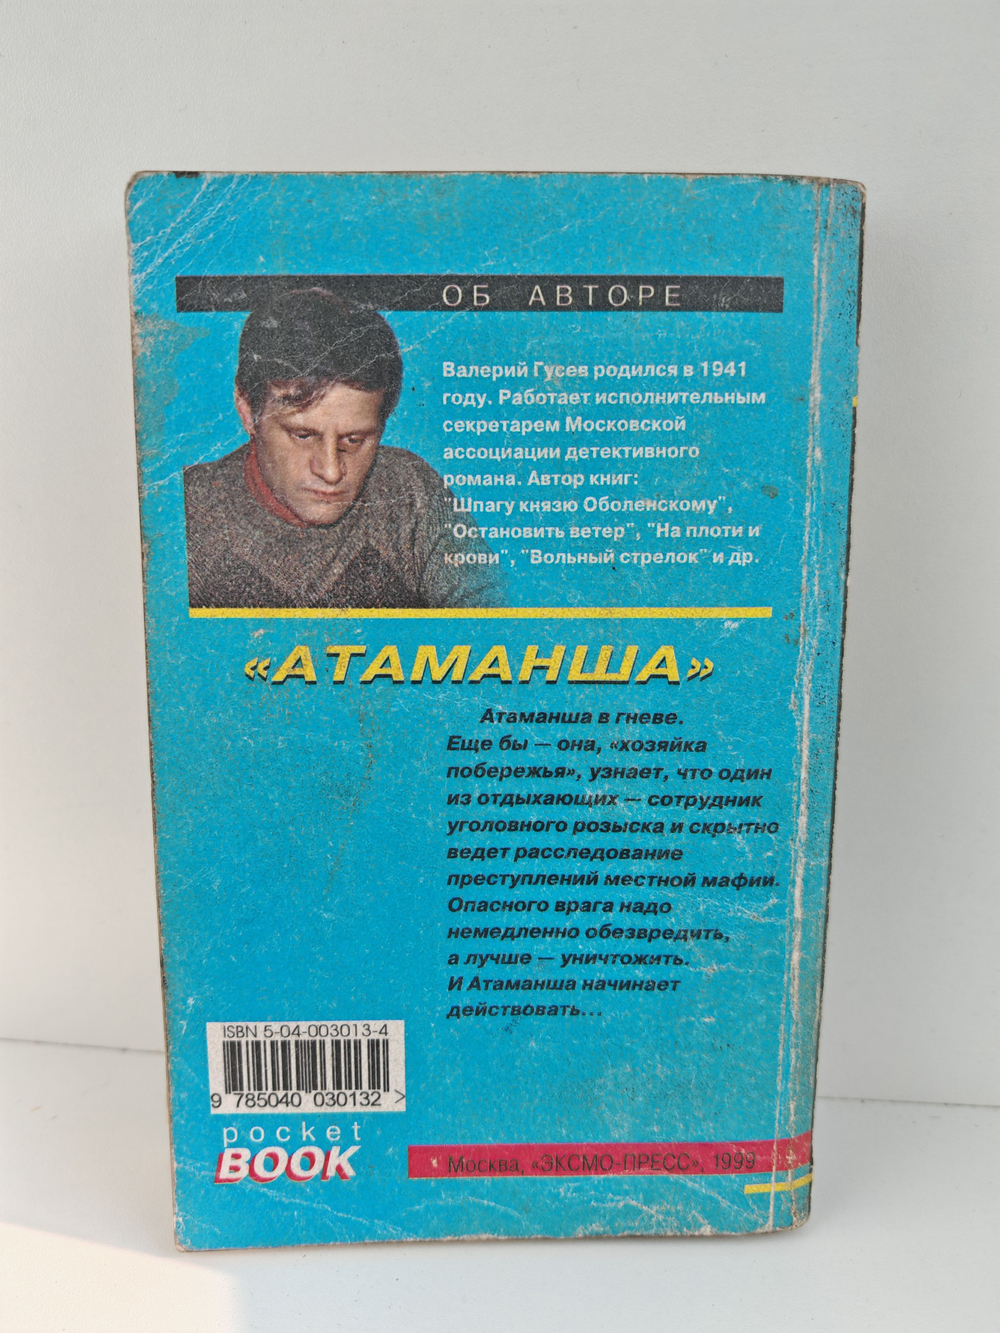 ОБ АВТОРЕ
Валерий Гусев родился в 1941
году. Работает исполнительным
секретарем Московской
ассоциации детективного
романа. Автор книг:
"Шпагу князю Оболенскому",
"Остановить ветер", "На плоти и
крови", "Вольный стрелок" и др.
«АТАМАНША»
Атаманша в гневе.
Еще бы — она, «хозяйка
побережья», узнает, что один
из отдыхающих — сотрудник
уголовного розыска и скрытно
ведет расследование
преступлений местной мафии.
Опасного врага надо
немедленно обезвредить,
а лучше — уничтожить.
И Атаманша начинает
действовать...
ISBN 5-04-003013-4
9 785040 030132 >
pocket
BOOK
Москва, «ЭКСМО-ПРЕСС», 1999